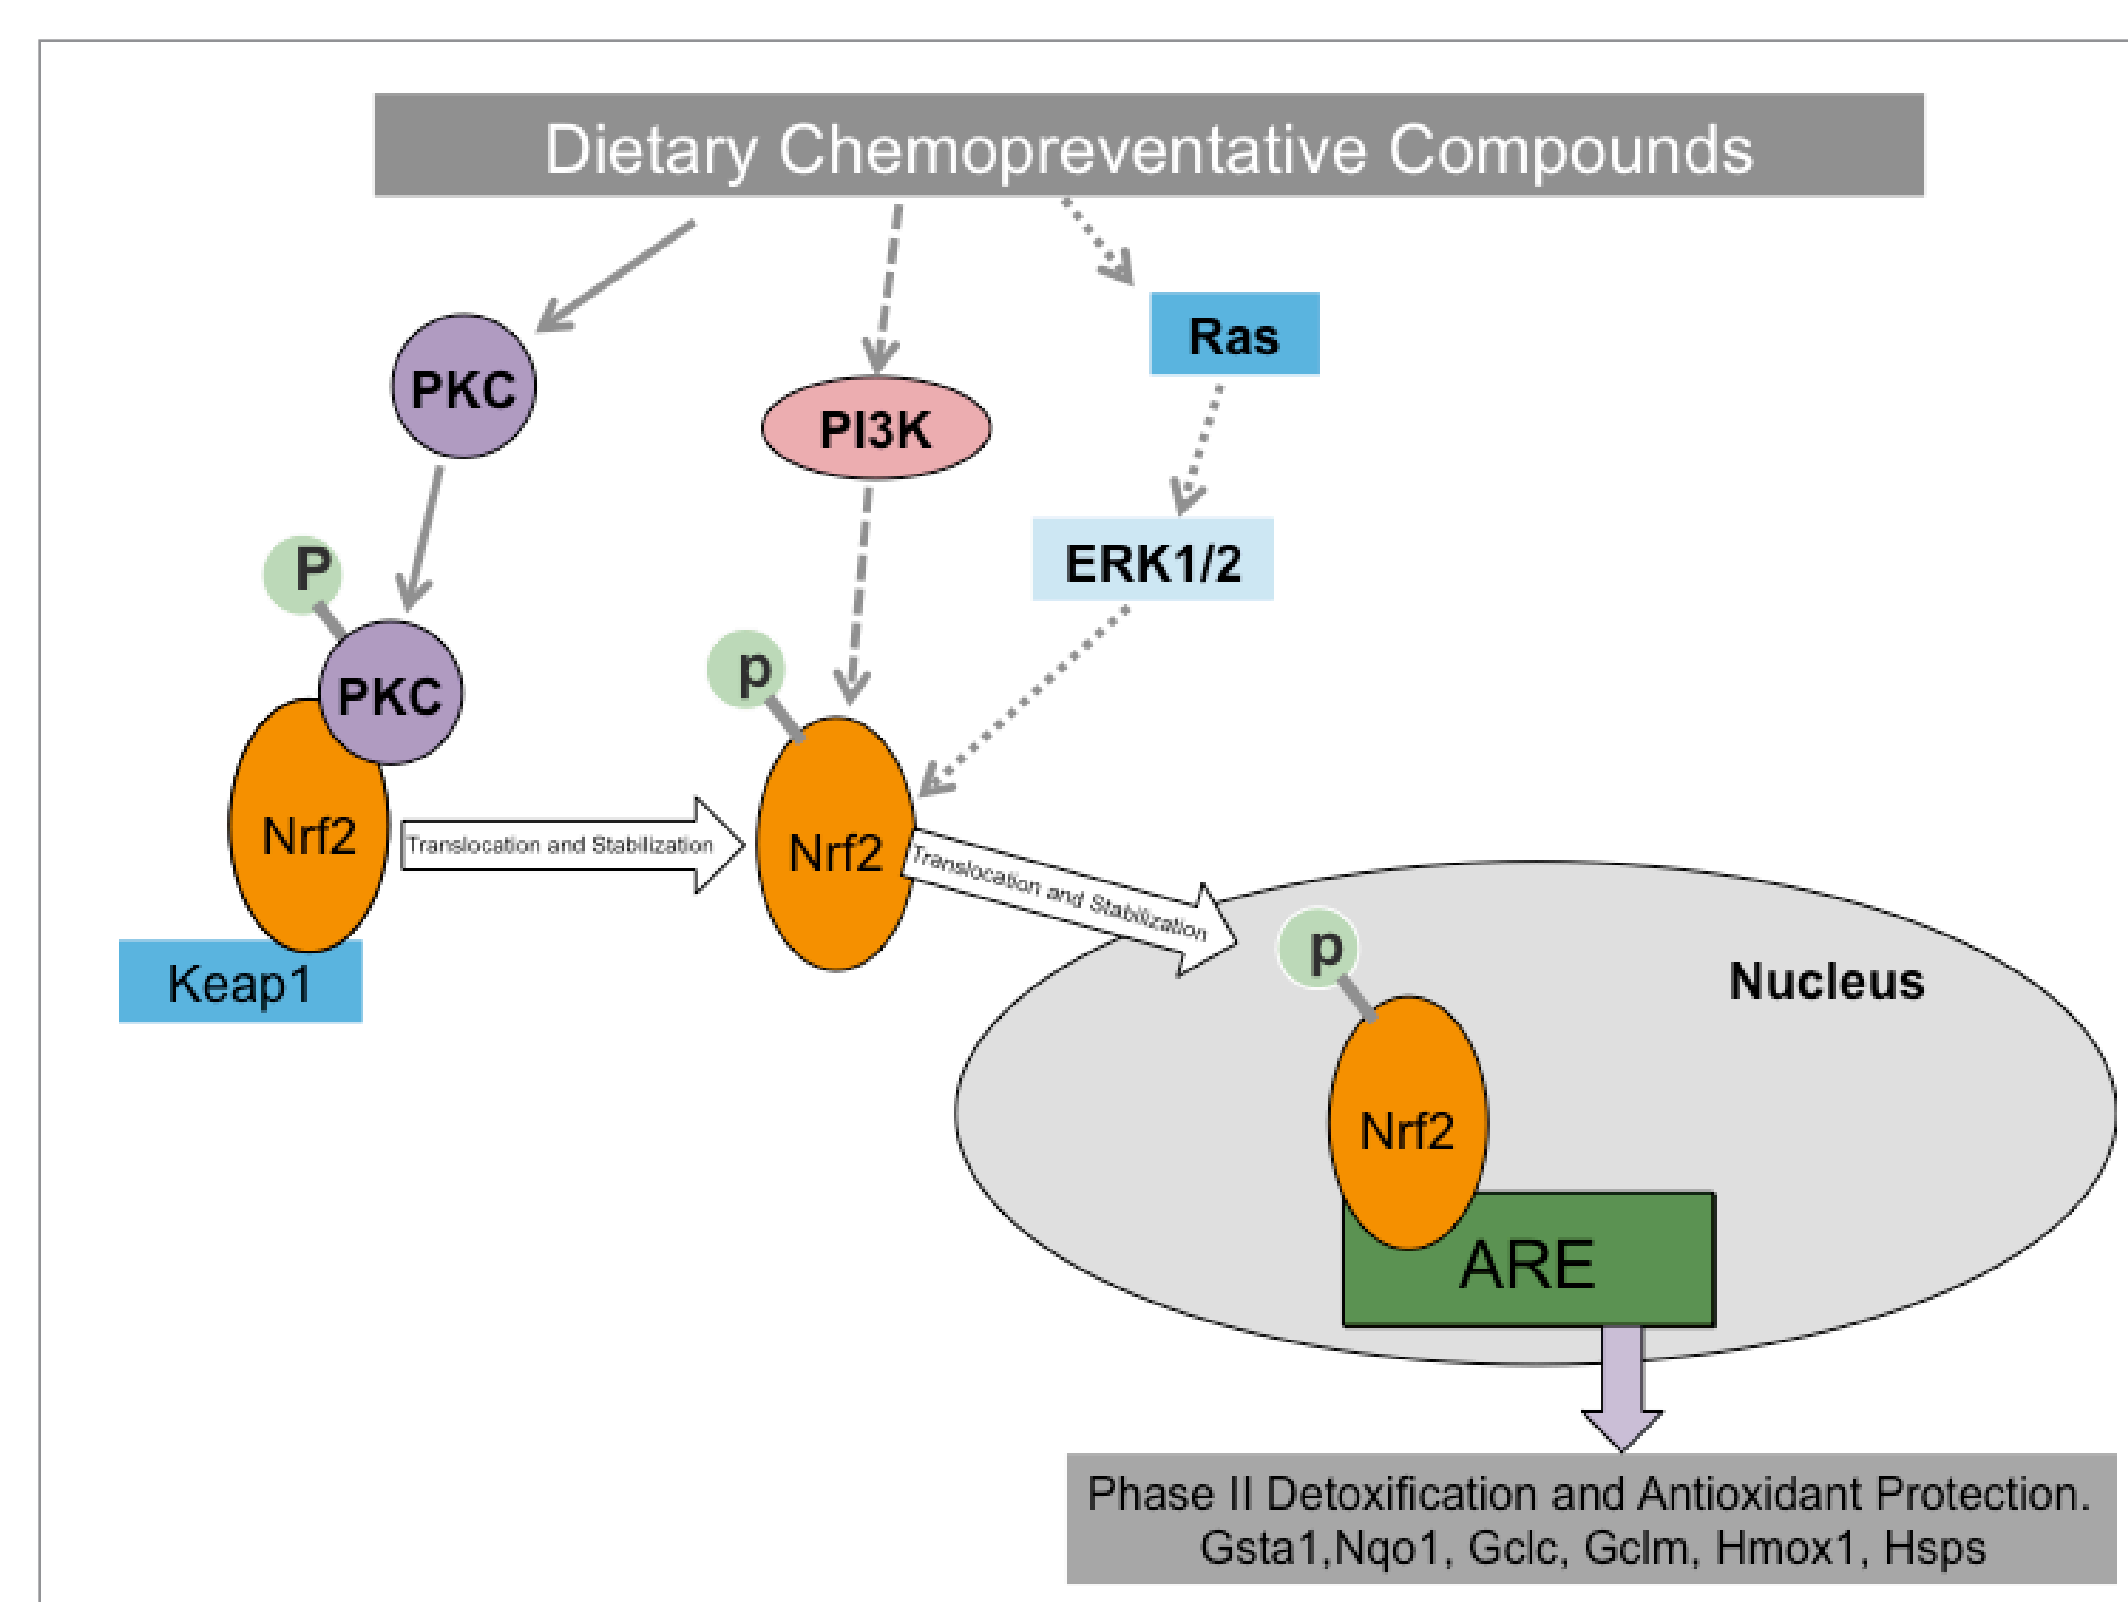 Dietary Chemopreventative Compounds
Ras
PKC
PI3K
ERK1/2
P
p
PKC
Nrf2
Translocation and Stabilization
Nrf2
Translocation and Stabilization
Keap1
p
Nucleus
Nrf2
ARE
Phase II Detoxification and Antioxidant Protection.
Gsta1,Nqo1, Gclc, Gclm, Hmox1, Hsps